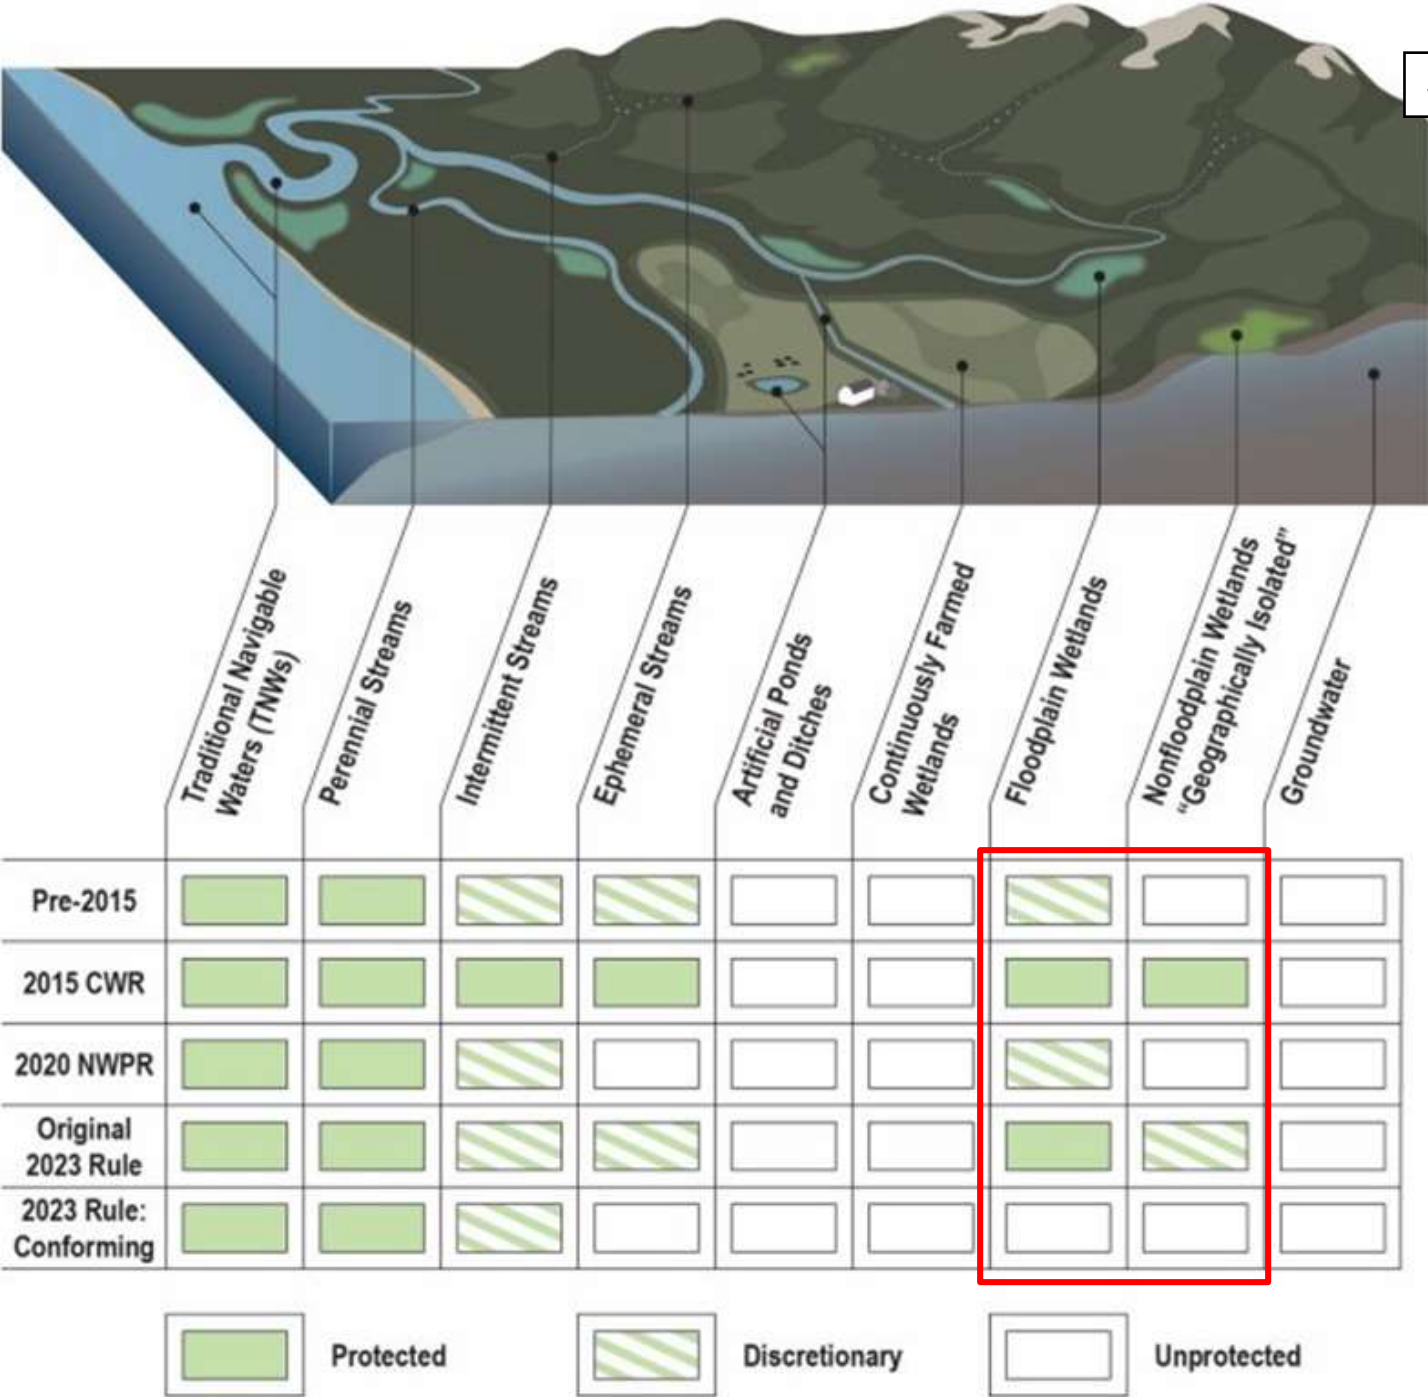 Traditional Navigable
Waters (TNWs)
Perennial Streams
Intermittent Streams
Ephemeral Streams
Artificial Ponds
and Ditches
Continuously Farmed
Wetlands
Floodplain Wetlands
Nonfloodplain Wetlands
“Geographically Isolated”
Groundwater
Pre-2015
2015 CWR
2020 NWPR
Original
2023 Rule
2023 Rule:
Conforming
Protected
Discretionary
Unprotected